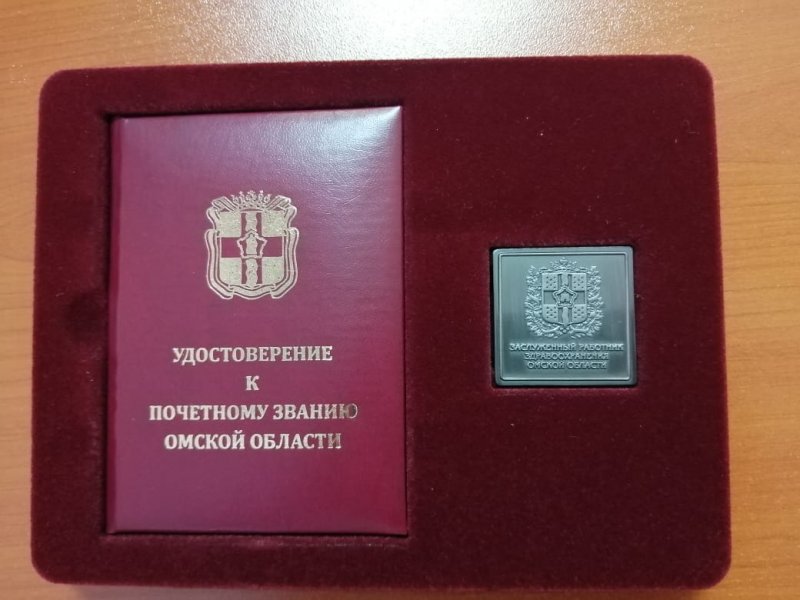 УДОСТОВЕРЕНИЕ
К
ПОЧЕТНОМУ ЗВАНИЮ
ОМСКОЙ ОБЛАСТИ
ЗАСЛУЖЕННЫЙ РАБОТНИК
ЗДРАВООХРАНЕНИЯ
ОМСКОЙ ОБЛАСТИ